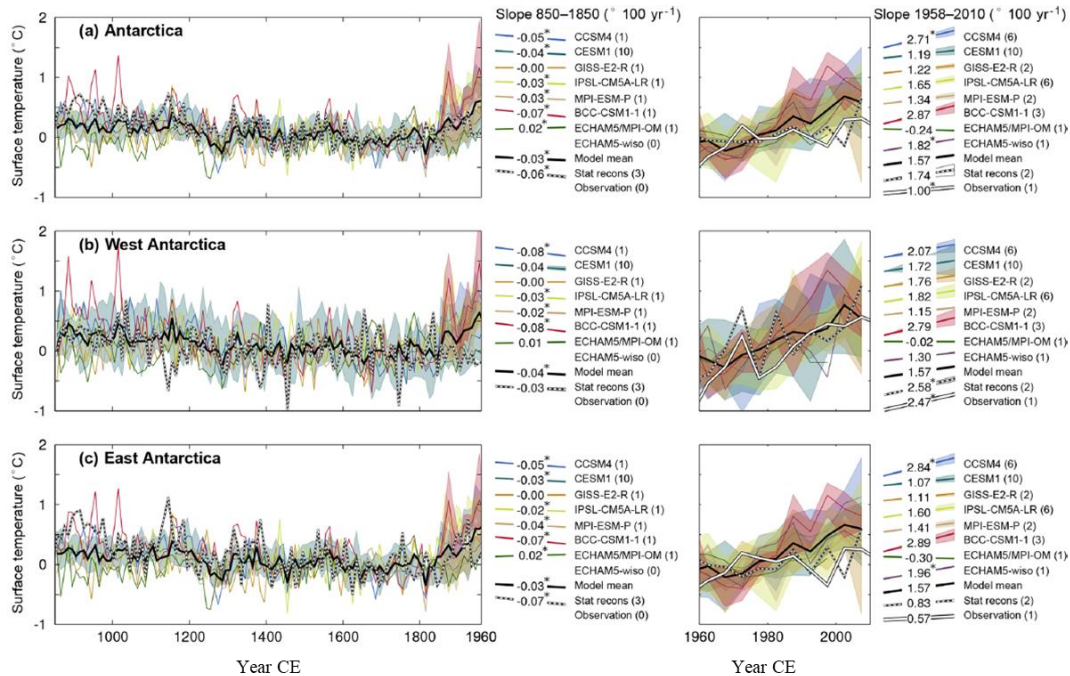 Slope 850–1850 (° 100 yr⁻¹)
Slope 1958–2010 (° 100 yr⁻¹)
(a) Antarctica
Surface temperature (°C)
2
1
0
-1
-0.05* CCSM4 (1)
-0.04* CESM1 (10)
-0.00 GISS-E2-R (1)
-0.03* IPSL-CM5A-LR (1)
-0.03* MPI-ESM-P (1)
-0.07* BCC-CSM1-1 (1)
0.02* ECHAM5/MPI-OM (1)
ECHAM5-wiso (0)
-0.03* Model mean
-0.06* Stat recons (3)
Observation (0)
2.71* CCSM4 (6)
1.19 CESM1 (10)
1.22 GISS-E2-R (2)
1.65 IPSL-CM5A-LR (6)
1.34 MPI-ESM-P (2)
2.87 BCC-CSM1-1 (3)
-0.24 ECHAM5/MPI-OM (1)
1.82* ECHAM5-wiso (1)
1.57 Model mean
1.74 Stat recons (2)
1.00* Observation (1)
(b) West Antarctica
Surface temperature (°C)
2
1
0
-1
-0.08* CCSM4 (1)
-0.04 CESM1 (10)
-0.00 GISS-E2-R (1)
-0.03* IPSL-CM5A-LR (1)
-0.02* MPI-ESM-P (1)
-0.08* BCC-CSM1-1 (1)
0.01 ECHAM5/MPI-OM (1)
ECHAM5-wiso (0)
-0.04* Model mean
-0.03 Stat recons (3)
Observation (0)
2.07 CCSM4 (6)
1.72 CESM1 (10)
1.76 GISS-E2-R (2)
1.82 IPSL-CM5A-LR (6)
1.15 MPI-ESM-P (2)
2.79 BCC-CSM1-1 (3)
-0.02 ECHAM5/MPI-OM (1)
1.30 ECHAM5-wiso (1)
1.57 Model mean
2.58* Stat recons (2)
2.47* Observation (1)
(c) East Antarctica
Surface temperature (°C)
2
1
0
-1
-0.05* CCSM4 (1)
-0.03* CESM1 (10)
-0.00 GISS-E2-R (1)
-0.02* IPSL-CM5A-LR (1)
-0.04* MPI-ESM-P (1)
-0.07* BCC-CSM1-1 (1)
0.02* ECHAM5/MPI-OM (1)
ECHAM5-wiso (0)
-0.03* Model mean
-0.07* Stat recons (3)
Observation (0)
2.84* CCSM4 (6)
1.07 CESM1 (10)
1.11 GISS-E2-R (2)
1.60 IPSL-CM5A-LR (6)
1.41 MPI-ESM-P (2)
2.89 BCC-CSM1-1 (3)
-0.30 ECHAM5/MPI-OM (1)
1.96* ECHAM5-wiso (1)
1.57 Model mean
0.83 Stat recons (2)
0.57 Observation (1)
1000 1200 1400 1600 1800 1960
1960 1980 2000
Year CE
Year CE